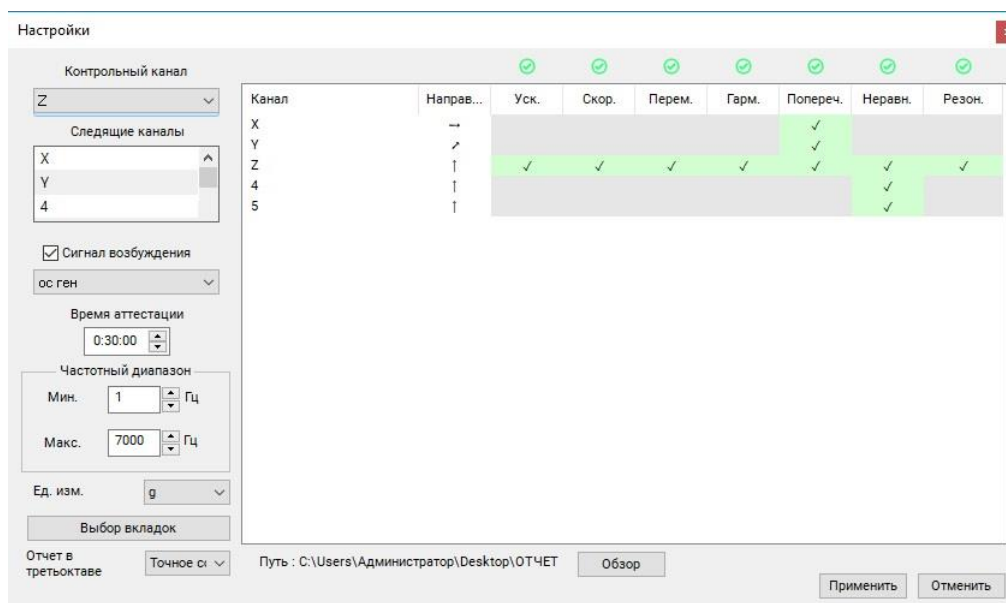 Настройки
Контрольный канал
Z
Следящие каналы
X
Y
4
Сигнал возбуждения
ос ген
Время аттестации
0:30:00
Частотный диапазон
Мин. 1 Гц
Макс. 7000 Гц
Ед. изм. g
Выбор вкладок
Отчет в
третьоктаве
Точное со
Канал Направ... Уск. Скор. Перем. Гарм. Попереч. Неравн. Резон.
X → ✓
Y ↗ ✓
Z ↑ ✓ ✓ ✓ ✓ ✓ ✓ ✓
4 ↑ ✓
5 ↑ ✓
Путь : C:\Users\Администратор\Desktop\ОТЧЕТ Обзор
Применить Отменить